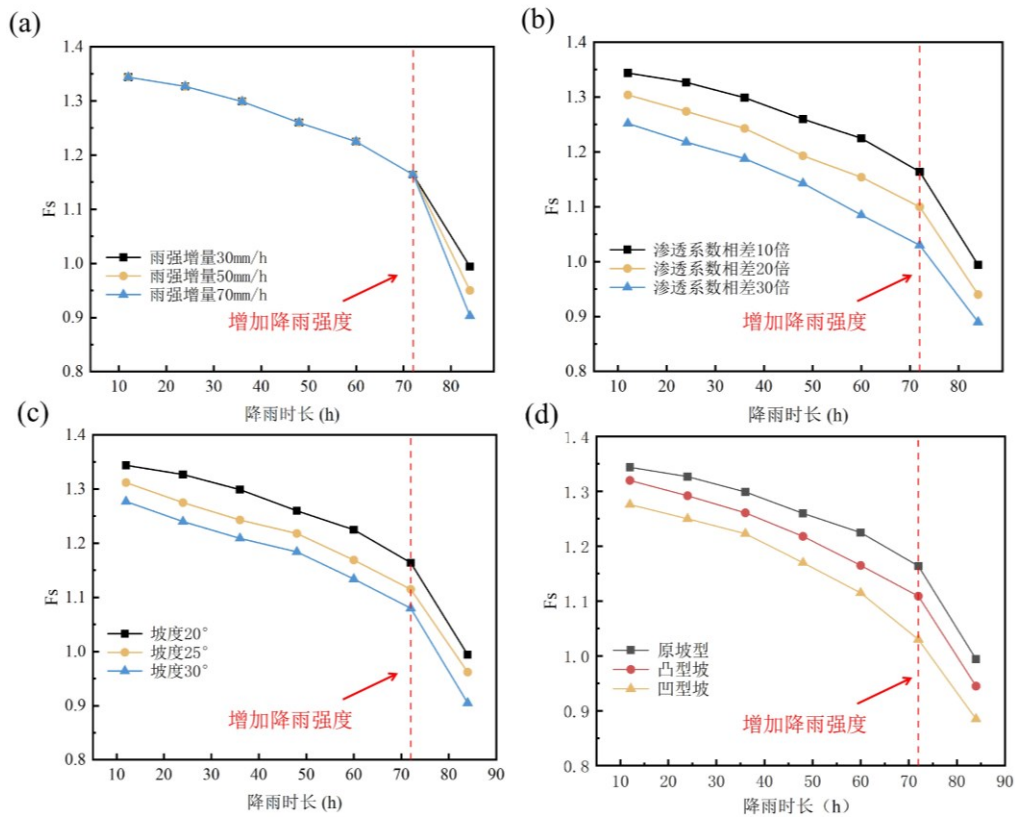 (a)
1.4
1.3
1.2
1.1
1.0
0.9
0.8
Fs
雨强增量30mm/h
雨强增量50mm/h
雨强增量70mm/h
增加降雨强度
10 20 30 40 50 60 70 80
降雨时长 (h)
(b)
1.4
1.3
1.2
1.1
1.0
0.9
0.8
Fs
渗透系数相差10倍
渗透系数相差20倍
渗透系数相差30倍
增加降雨强度
10 20 30 40 50 60 70 80
降雨时长 (h)
(c)
1.4
1.3
1.2
1.1
1.0
0.9
0.8
Fs
坡度20°
坡度25°
坡度30°
增加降雨强度
10 20 30 40 50 60 70 80 90
降雨时长 (h)
(d)
1.4
1.3
1.2
1.1
1.0
0.9
0.8
Fs
原坡型
凸型坡
凹型坡
增加降雨强度
10 20 30 40 50 60 70 80 90
降雨时长（h）